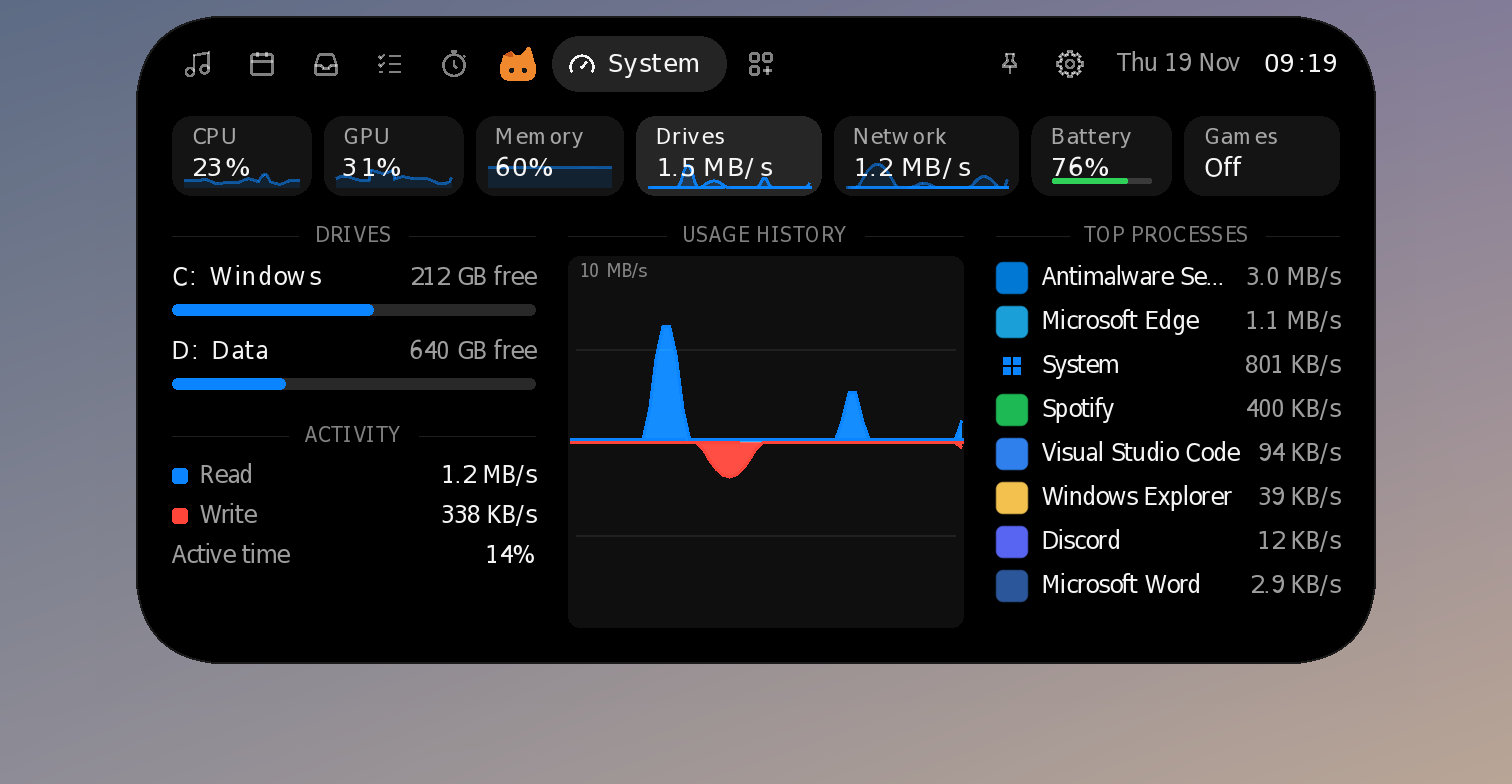 System
Thu 19 Nov 09:19
CPU
23%
GPU
31%
Memory
60%
Drives
1.5 MB/s
Network
1.2 MB/s
Battery
76%
Games
Off
DRIVES
C: Windows 212 GB free
D: Data 640 GB free
ACTIVITY
Read 1.2 MB/s
Write 338 KB/s
Active time 14%
USAGE HISTORY
10 MB/s
TOP PROCESSES
Antimalware Se... 3.0 MB/s
Microsoft Edge 1.1 MB/s
System 801 KB/s
Spotify 400 KB/s
Visual Studio Code 94 KB/s
Windows Explorer 39 KB/s
Discord 12 KB/s
Microsoft Word 2.9 KB/s